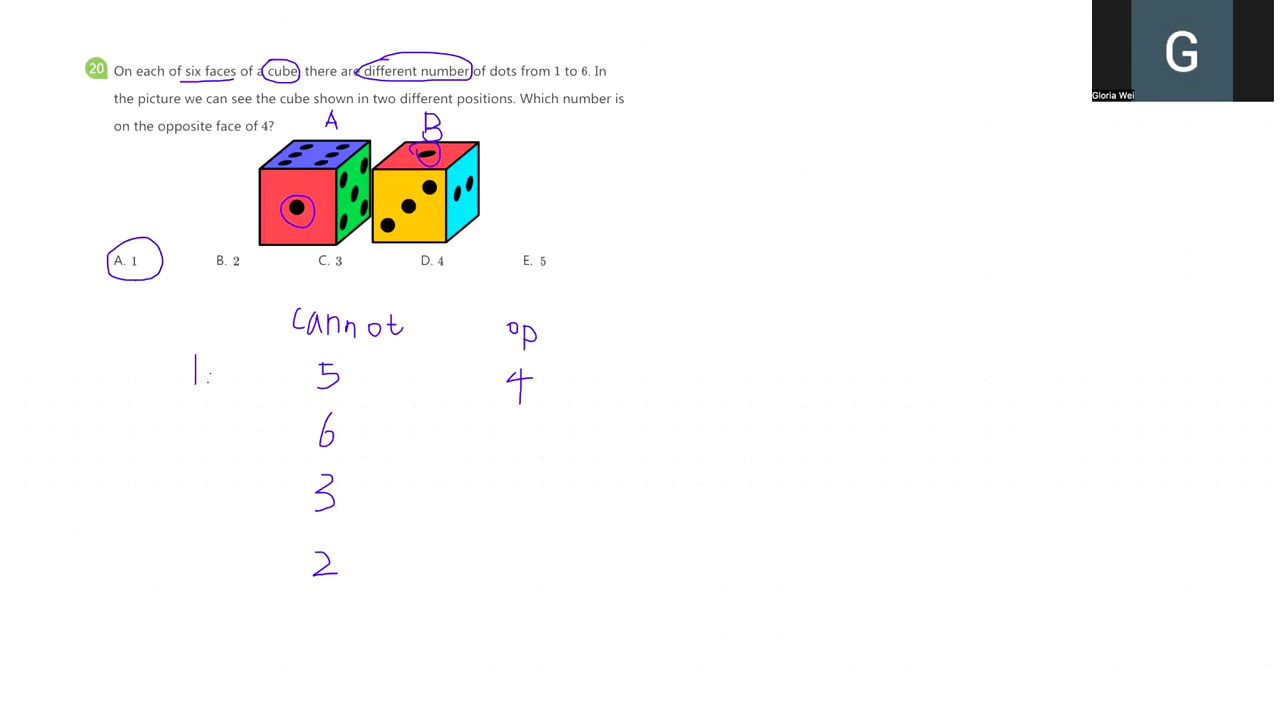 G
Gloria Wei
20 On each of six faces of a cube, there are different number of dots from 1 to 6. In
the picture we can see the cube shown in two different positions. Which number is
on the opposite face of 4?
A B
A. 1 B. 2 C. 3 D. 4 E. 5
cannot op
1: 5 4
6
3
2